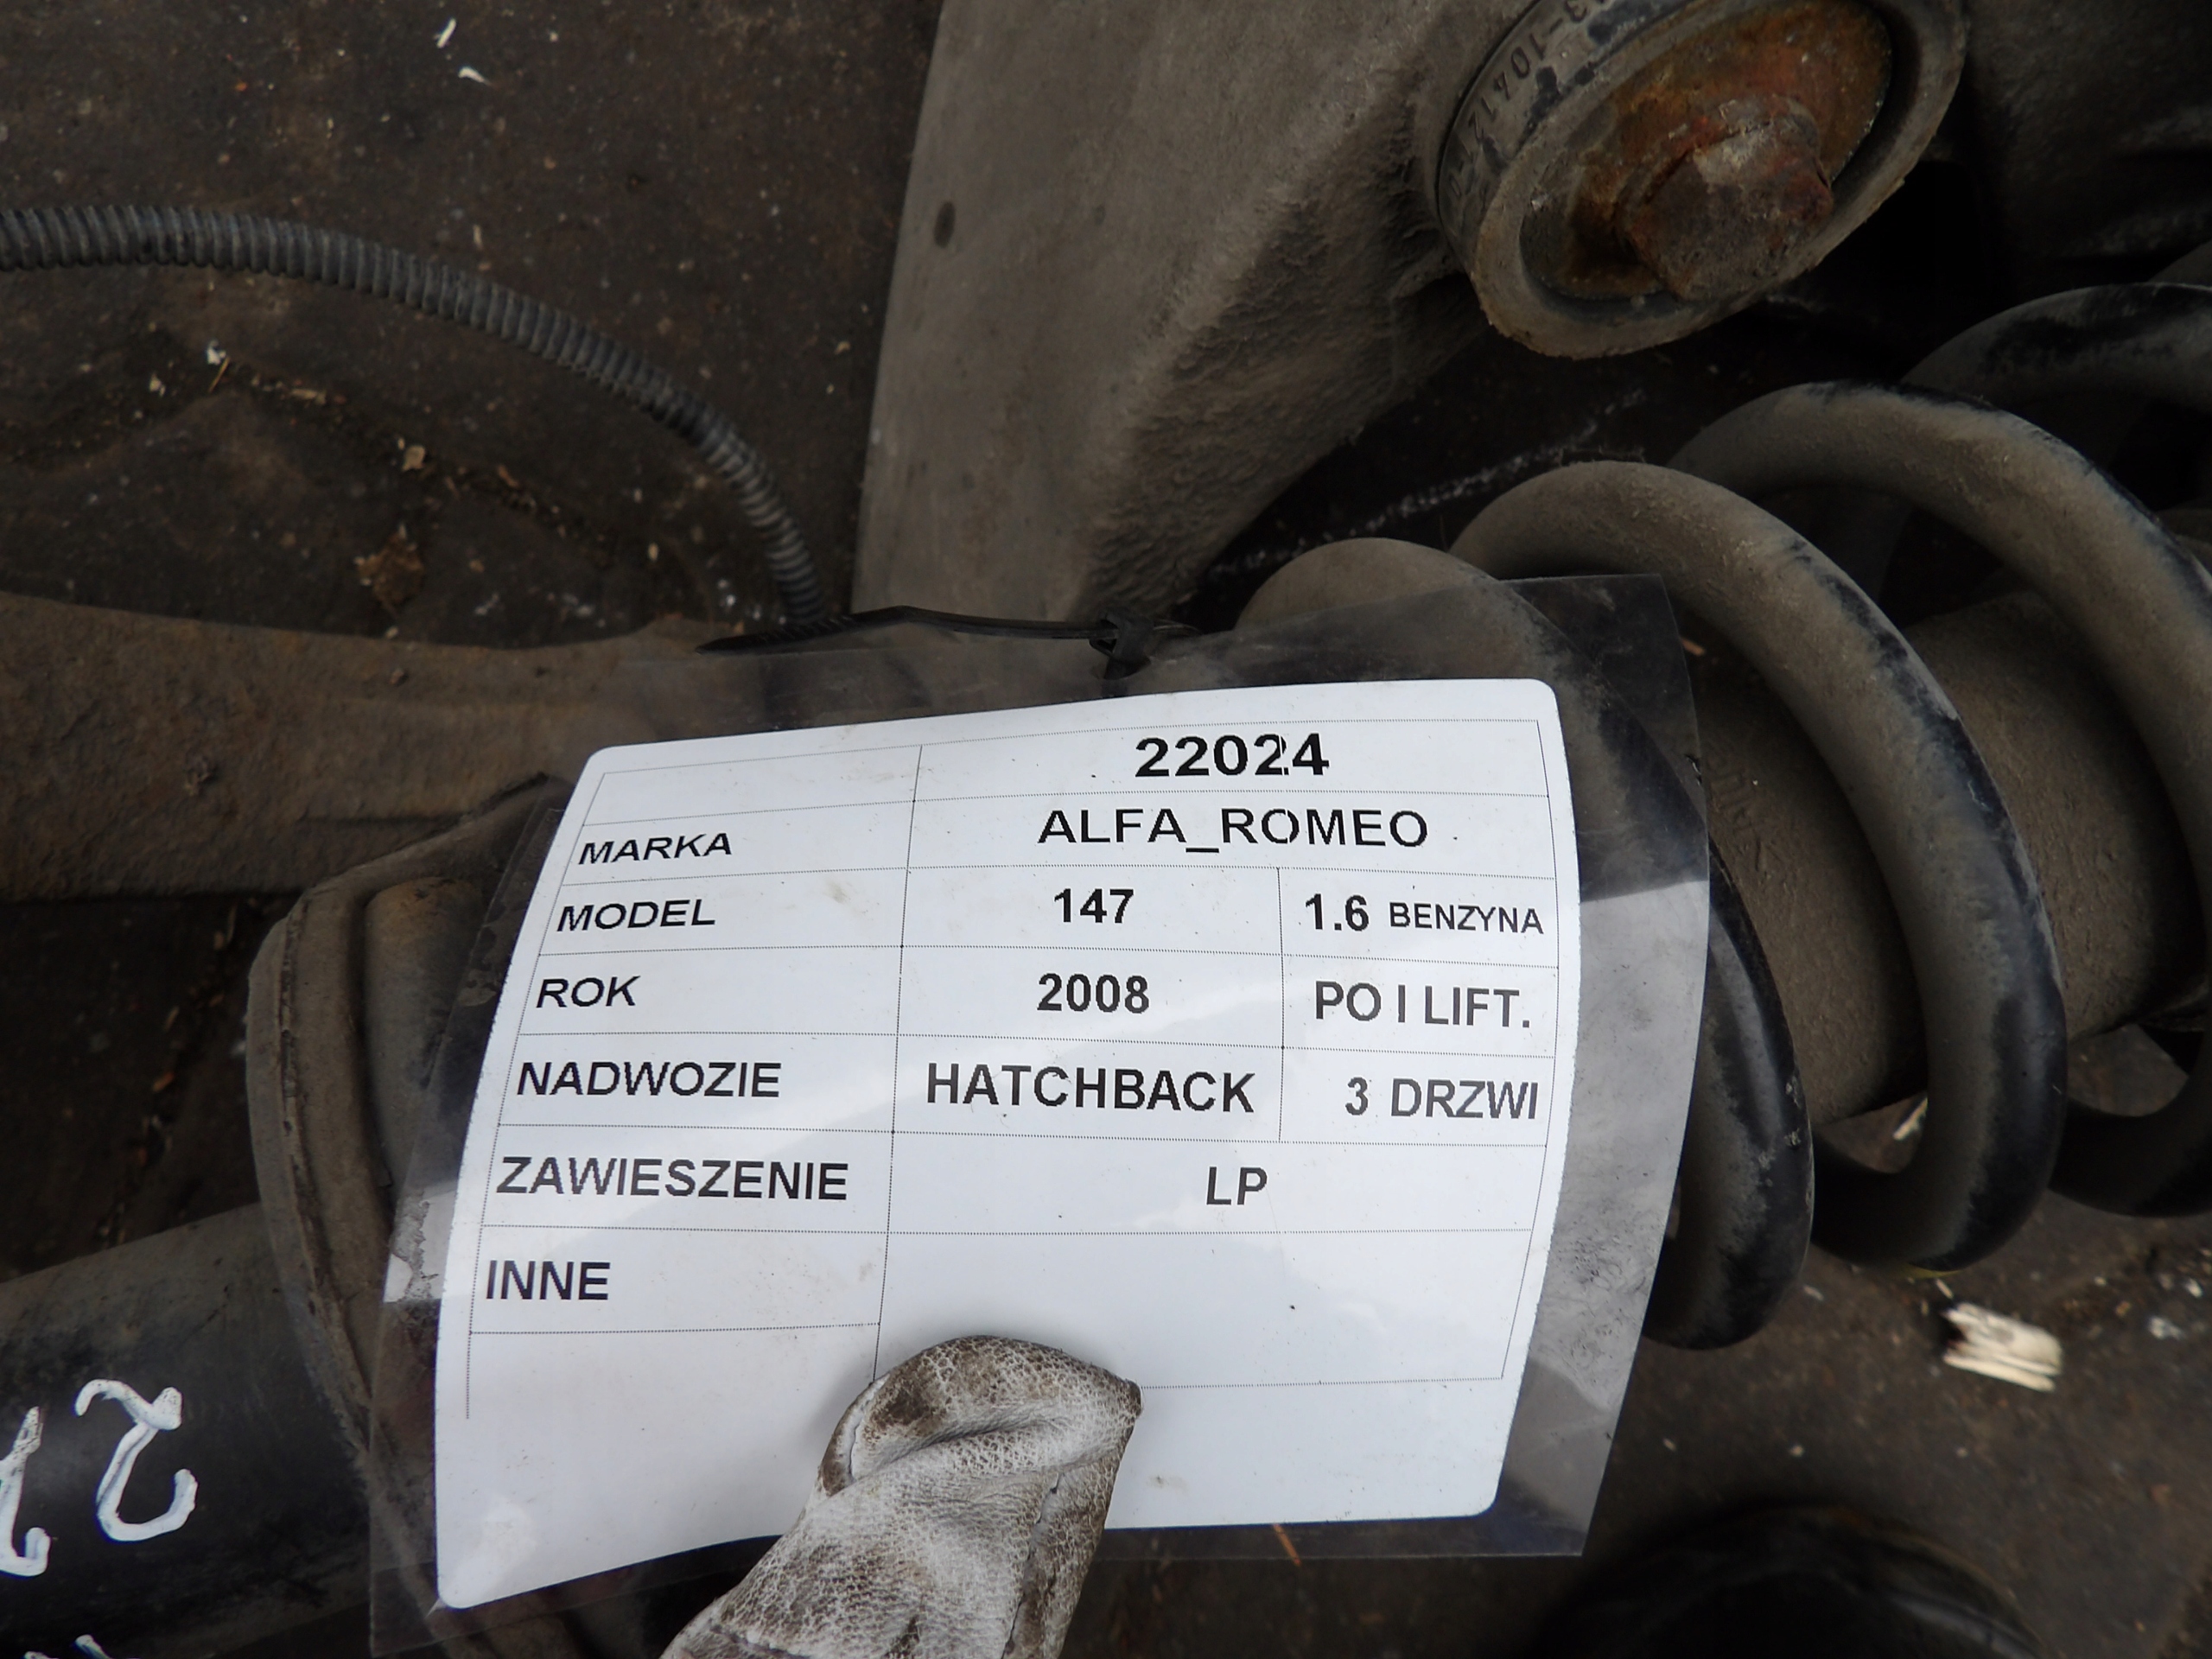 22024
MARKA ALFA_ROMEO
MODEL 147 1.6 BENZYNA
ROK 2008 PO I LIFT.
NADWOZIE HATCHBACK 3 DRZWI
ZAWIESZENIE LP
INNE